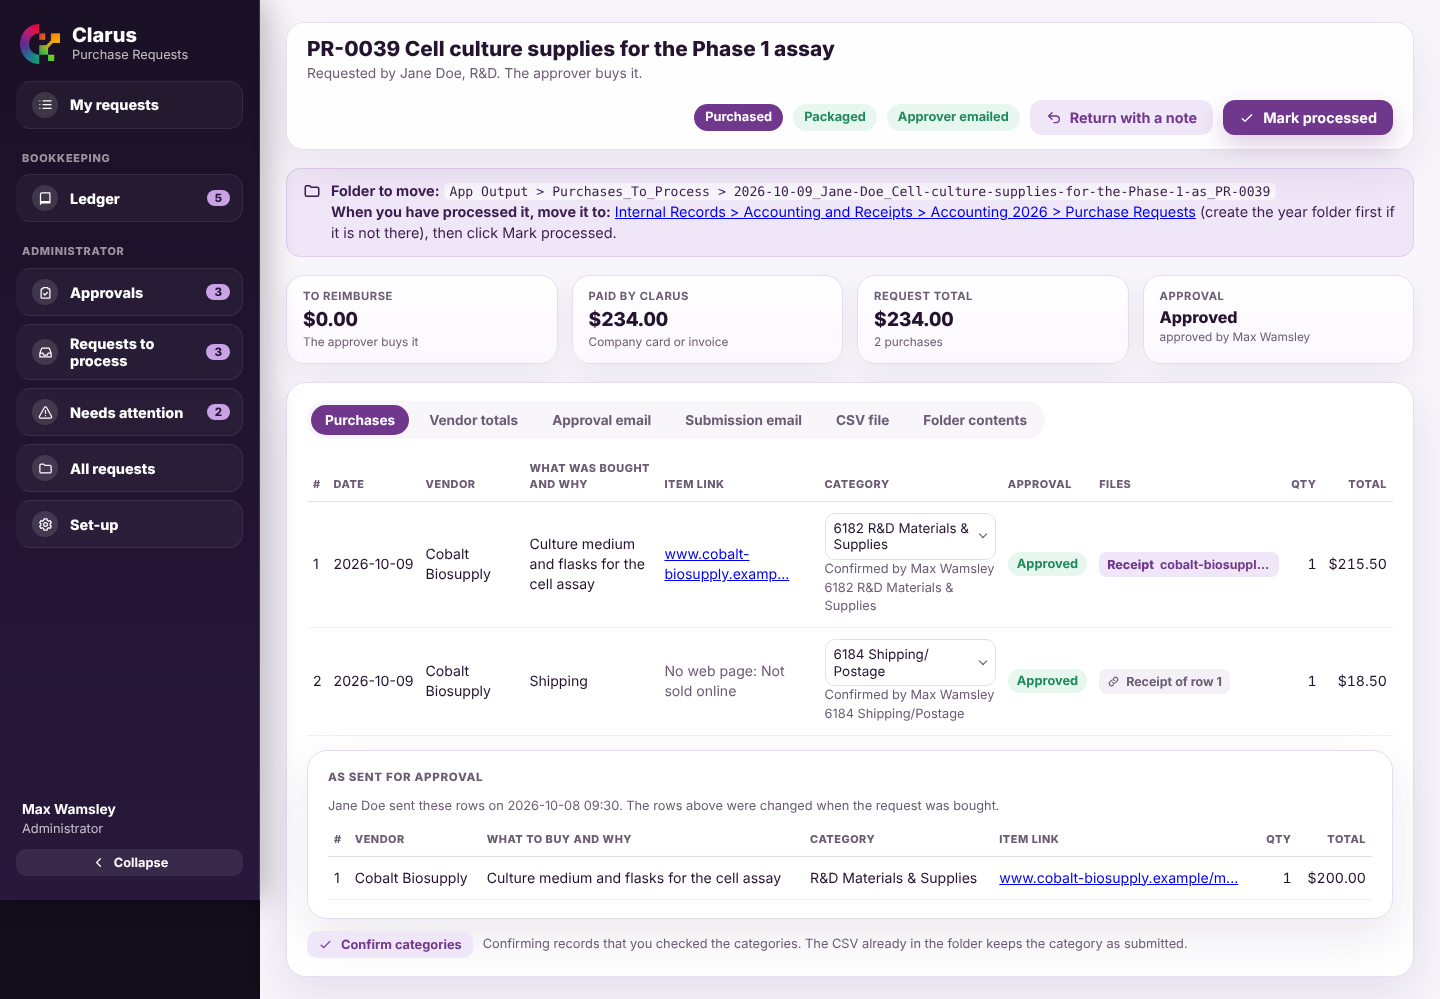 Clarus
Purchase Requests
My requests
BOOKKEEPING
Ledger 5
ADMINISTRATOR
Approvals 3
Requests to
process 3
Needs attention 2
All requests
Set-up
Max Wamsley
Administrator
Collapse
PR-0039 Cell culture supplies for the Phase 1 assay
Requested by Jane Doe, R&D. The approver buys it.
Purchased Packaged Approver emailed Return with a note Mark processed
Folder to move: App Output > Purchases_To_Process > 2026-10-09_Jane-Doe_Cell-culture-supplies-for-the-Phase-1-as_PR-0039
When you have processed it, move it to: Internal Records > Accounting and Receipts > Accounting 2026 > Purchase Requests (create the year folder first if
it is not there), then click Mark processed.
TO REIMBURSE
$0.00
The approver buys it
PAID BY CLARUS
$234.00
Company card or invoice
REQUEST TOTAL
$234.00
2 purchases
APPROVAL
Approved
approved by Max Wamsley
Purchases Vendor totals Approval email Submission email CSV file Folder contents
# DATE VENDOR WHAT WAS BOUGHT AND WHY ITEM LINK CATEGORY APPROVAL FILES QTY TOTAL
1 2026-10-09
Cobalt
Biosupply
Culture medium
and flasks for the
cell assay
www.cobalt-
biosupply.examp...
6182 R&D Materials &
Supplies
Confirmed by Max Wamsley
6182 R&D Materials &
Supplies
Approved
Receipt cobalt-biosuppl...
1 $215.50
2 2026-10-09
Cobalt
Biosupply
Shipping
No web page: Not
sold online
6184 Shipping/
Postage
Confirmed by Max Wamsley
6184 Shipping/Postage
Approved
Receipt of row 1
1 $18.50
AS SENT FOR APPROVAL
Jane Doe sent these rows on 2026-10-08 09:30. The rows above were changed when the request was bought.
# VENDOR WHAT TO BUY AND WHY CATEGORY ITEM LINK QTY TOTAL
1 Cobalt Biosupply Culture medium and flasks for the cell assay R&D Materials & Supplies www.cobalt-biosupply.example/m... 1 $200.00
Confirm categories Confirming records that you checked the categories. The CSV already in the folder keeps the category as submitted.